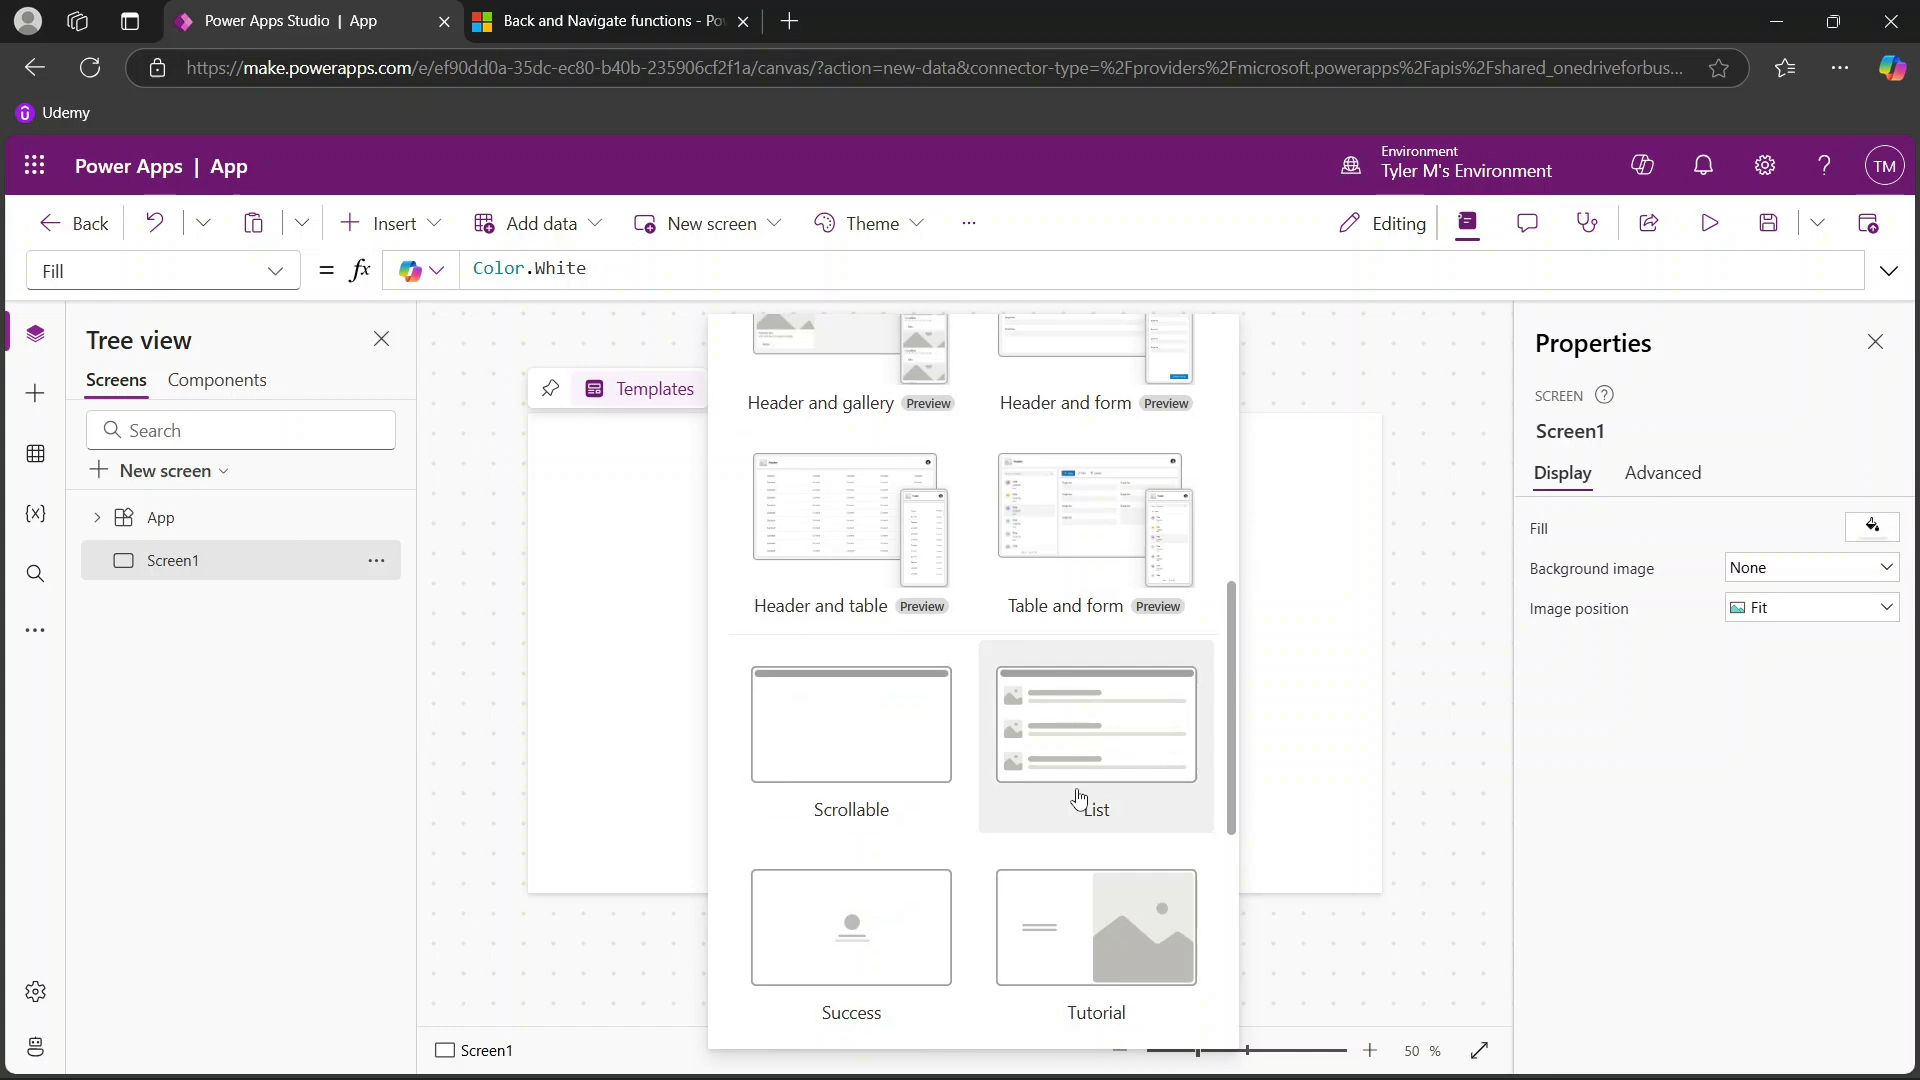 Power Apps Studio | App
Back and Navigate functions - Po
https://make.powerapps.com/e/ef90dd0a-35dc-ec80-b40b-235906cf2f1a/canvas/?action=new-data&connector-type=%2Fproviders%2Fmicrosoft.powerapps%2Fapis%2Fshared_onedriveforbus...
Udemy
Power Apps | App
Environment
Tyler M's Environment
TM
Back
Insert
Add data
New screen
Theme
Editing
Fill
= fx
Color.White
Tree view
Screens
Components
Search
New screen
App
Screen1
Templates
Header and gallery Preview
Header and form Preview
Header and table Preview
Table and form Preview
Scrollable
List
Success
Tutorial
Properties
SCREEN
Screen1
Display
Advanced
Fill
Background image
None
Image position
Fit
Screen1
50 %